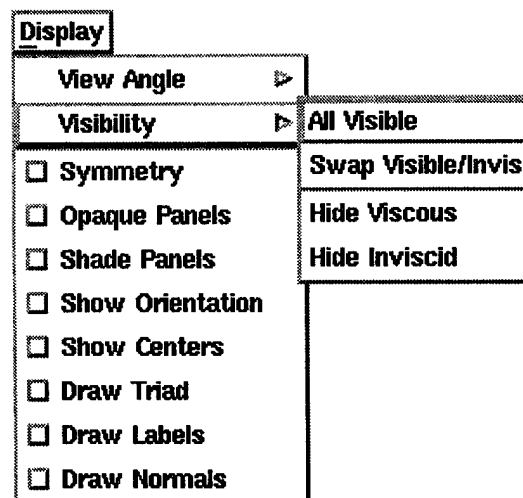 Display
View Angle
Visibility
Symmetry
Opaque Panels
Shade Panels
Show Orientation
Show Centers
Draw Triad
Draw Labels
Draw Normals
All Visible
Swap Visible/Invis
Hide Viscous
Hide Inviscid